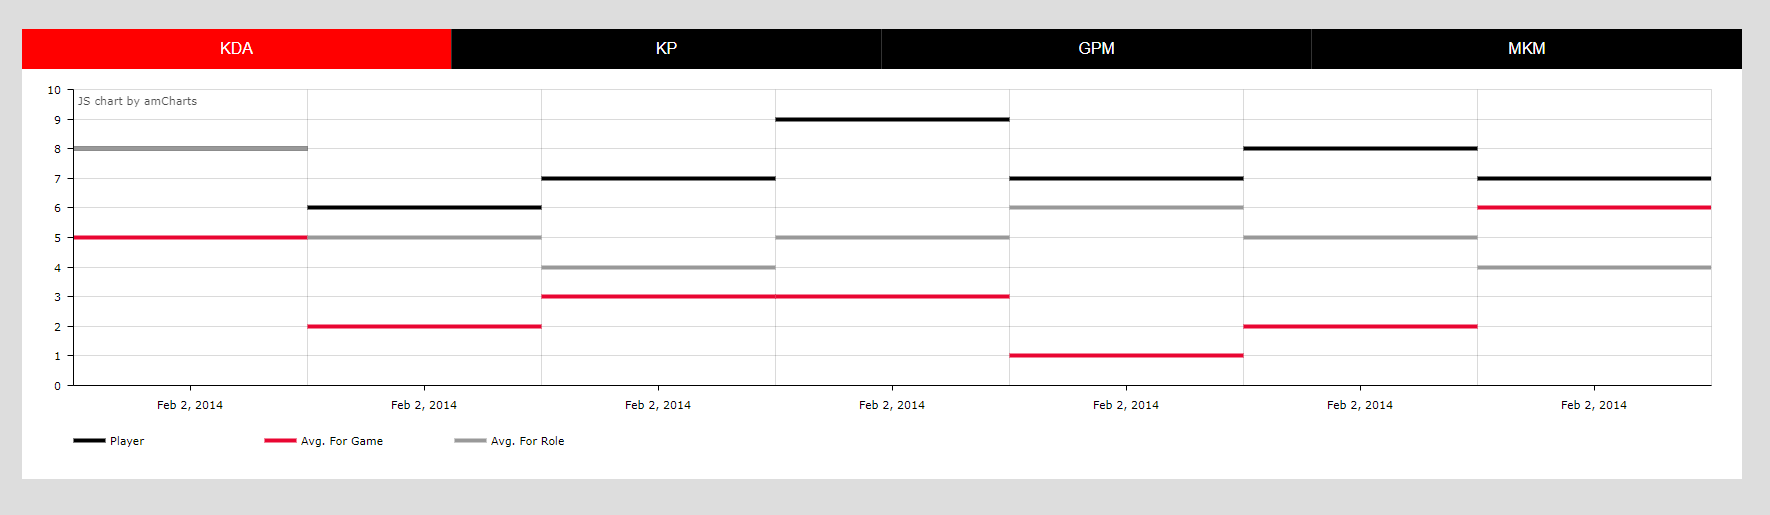 KDA KP GPM MKM
10
JS chart by amCharts
9
8
7
6
5
4
3
2
1
0
Feb 2, 2014 Feb 2, 2014 Feb 2, 2014 Feb 2, 2014 Feb 2, 2014 Feb 2, 2014 Feb 2, 2014
Player Avg. For Game Avg. For Role